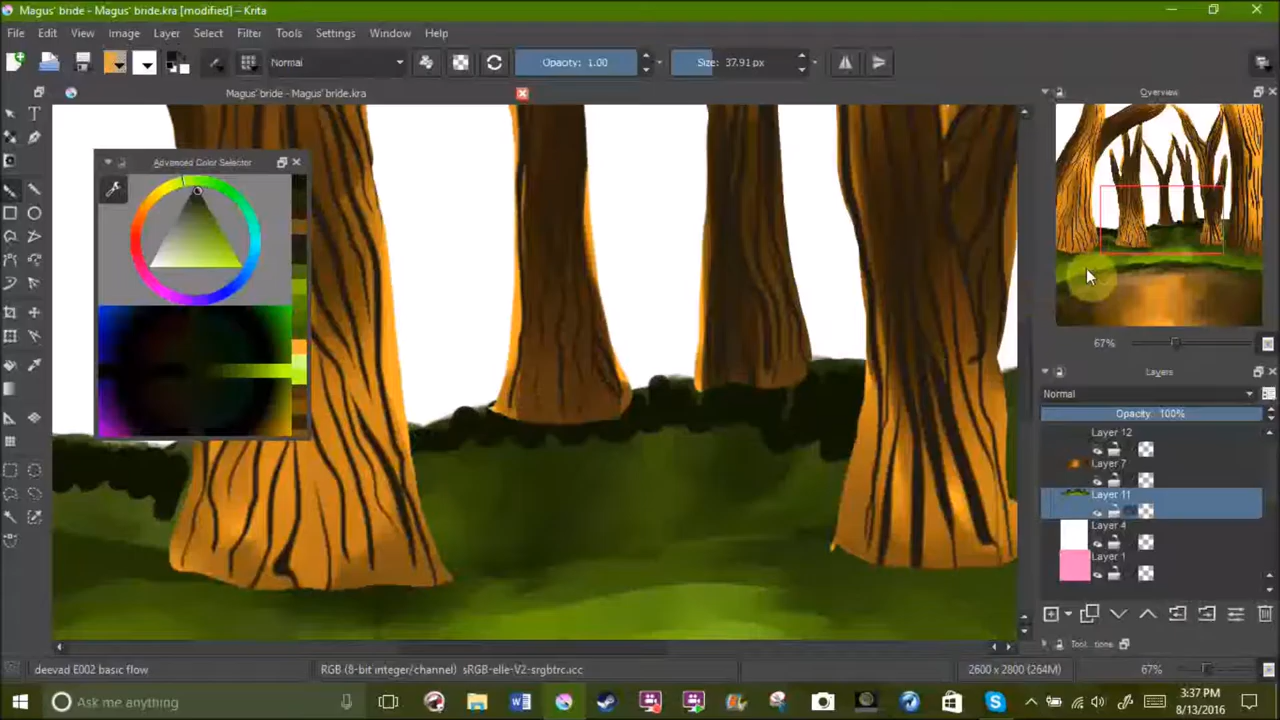 Magus' bride - Magus' bride.kra [modified] – Krita
File Edit View Image Layer Select Filter Tools Settings Window Help
Normal Opacity: 1.00 Size: 37.91 px
Magus' bride - Magus' bride.kra
Overview
Advanced Color Selector
67%
Layers
Normal
Opacity: 100%
Layer 12
Layer 7
Layer 11
Layer 4
Layer 1
Tool...tions
deevad E002 basic flow RGB (8-bit integer/channel) sRGB-elle-V2-srgbtrc.icc 2600 x 2800 (264M) 67%
Ask me anything
3:37 PM
8/13/2016